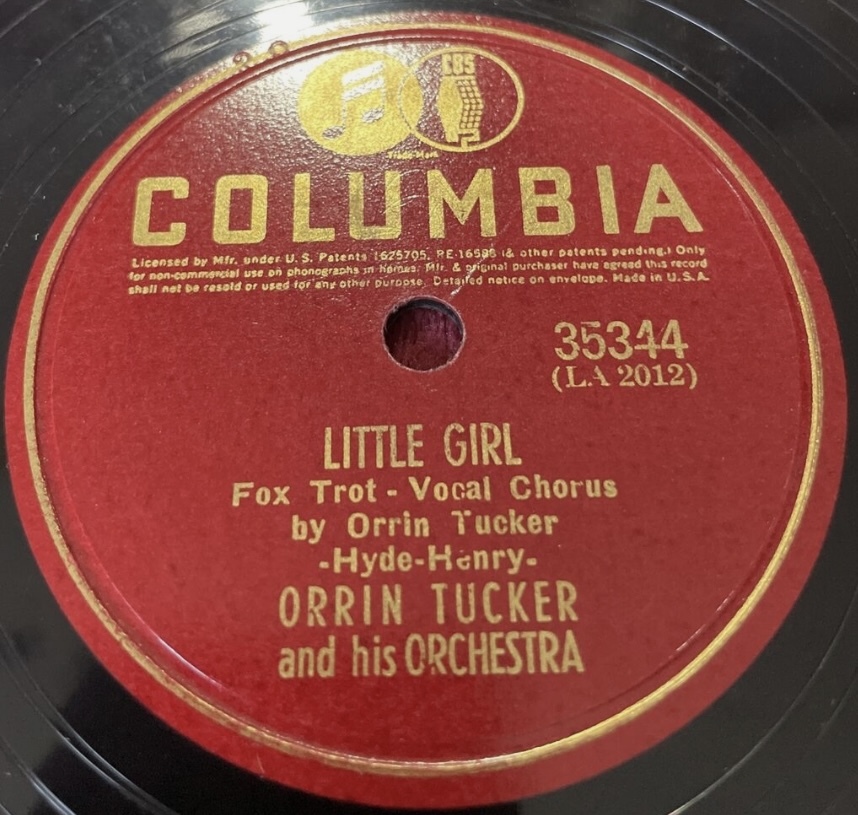 CBS
Trade-Mark
COLUMBIA
Licensed by Mfr. under U.S. Patents 1625705, RE-16588 (& other patents pending.) Only
for non-commercial use on phonographs in homes. Mfr. & original purchaser have agreed this record
shall not be resold or used for any other purpose. Detailed notice on envelope. Made in U.S.A.
35344
(LA 2012)
LITTLE GIRL
Fox Trot - Vocal Chorus
by Orrin Tucker
-Hyde-Henry-
ORRIN TUCKER
and his ORCHESTRA